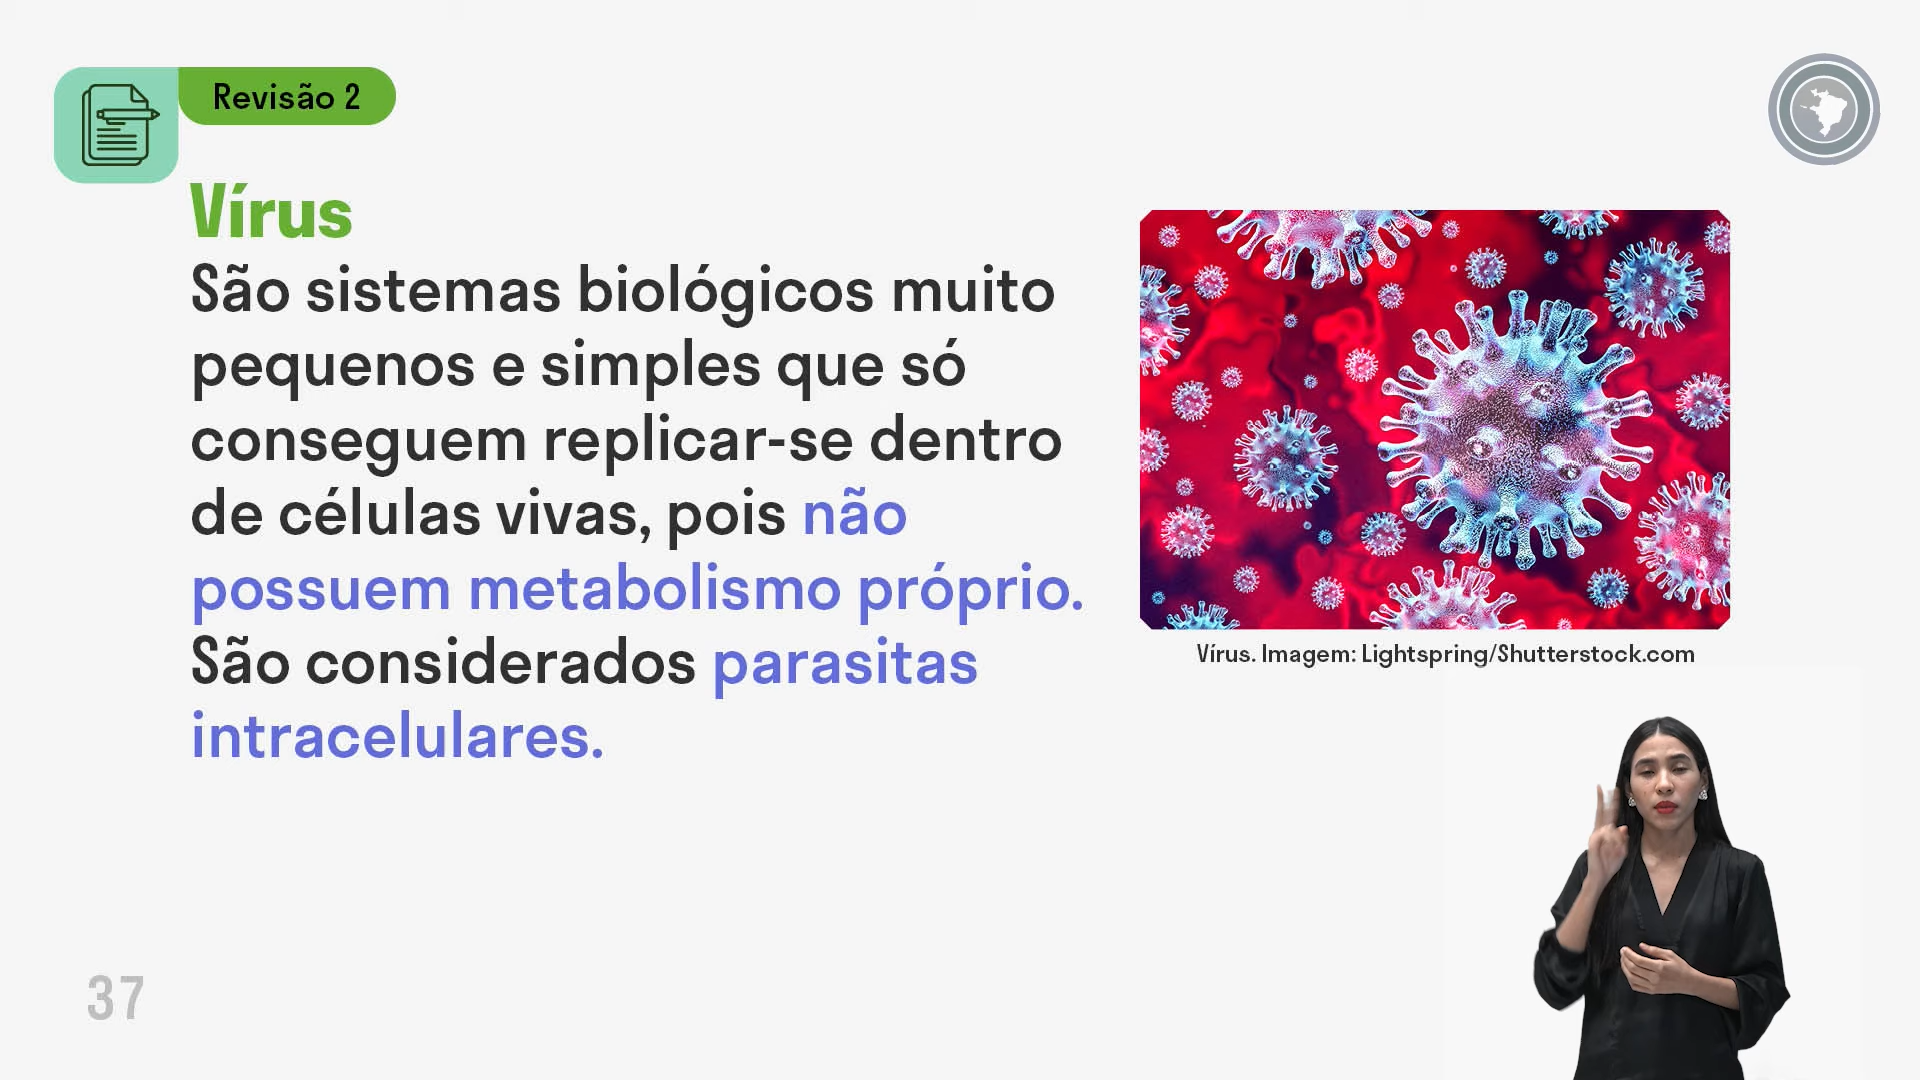 Revisão 2
Vírus
São sistemas biológicos muito
pequenos e simples que só
conseguem replicar-se dentro
de células vivas, pois não
possuem metabolismo próprio.
São considerados parasitas
intracelulares.
Vírus. Imagem: Lightspring/Shutterstock.com
37